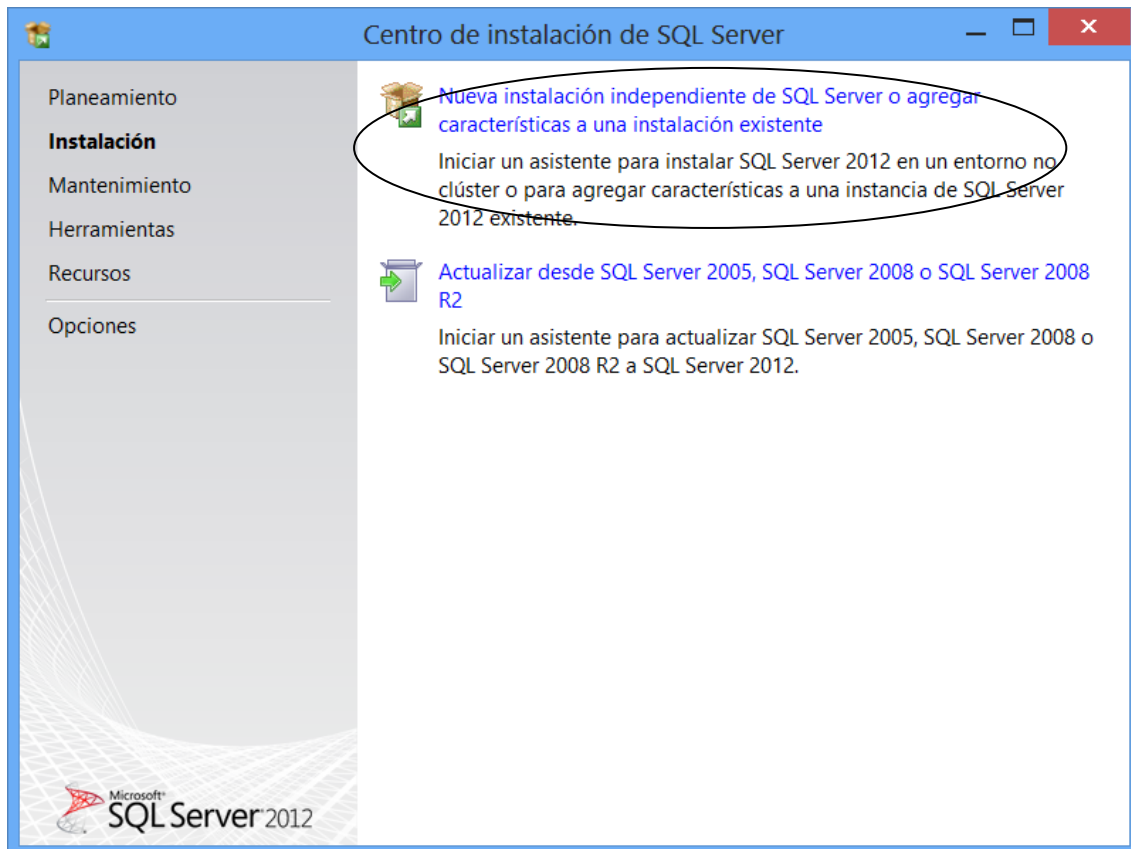 Centro de instalación de SQL Server
Planeamiento
Instalación
Mantenimiento
Herramientas
Recursos
Opciones
Nueva instalación independiente de SQL Server o agregar
características a una instalación existente
Iniciar un asistente para instalar SQL Server 2012 en un entorno no
clúster o para agregar características a una instancia de SQL Server
2012 existente.
Actualizar desde SQL Server 2005, SQL Server 2008 o SQL Server 2008
R2
Iniciar un asistente para actualizar SQL Server 2005, SQL Server 2008 o
SQL Server 2008 R2 a SQL Server 2012.
Microsoft®
SQL Server® 2012